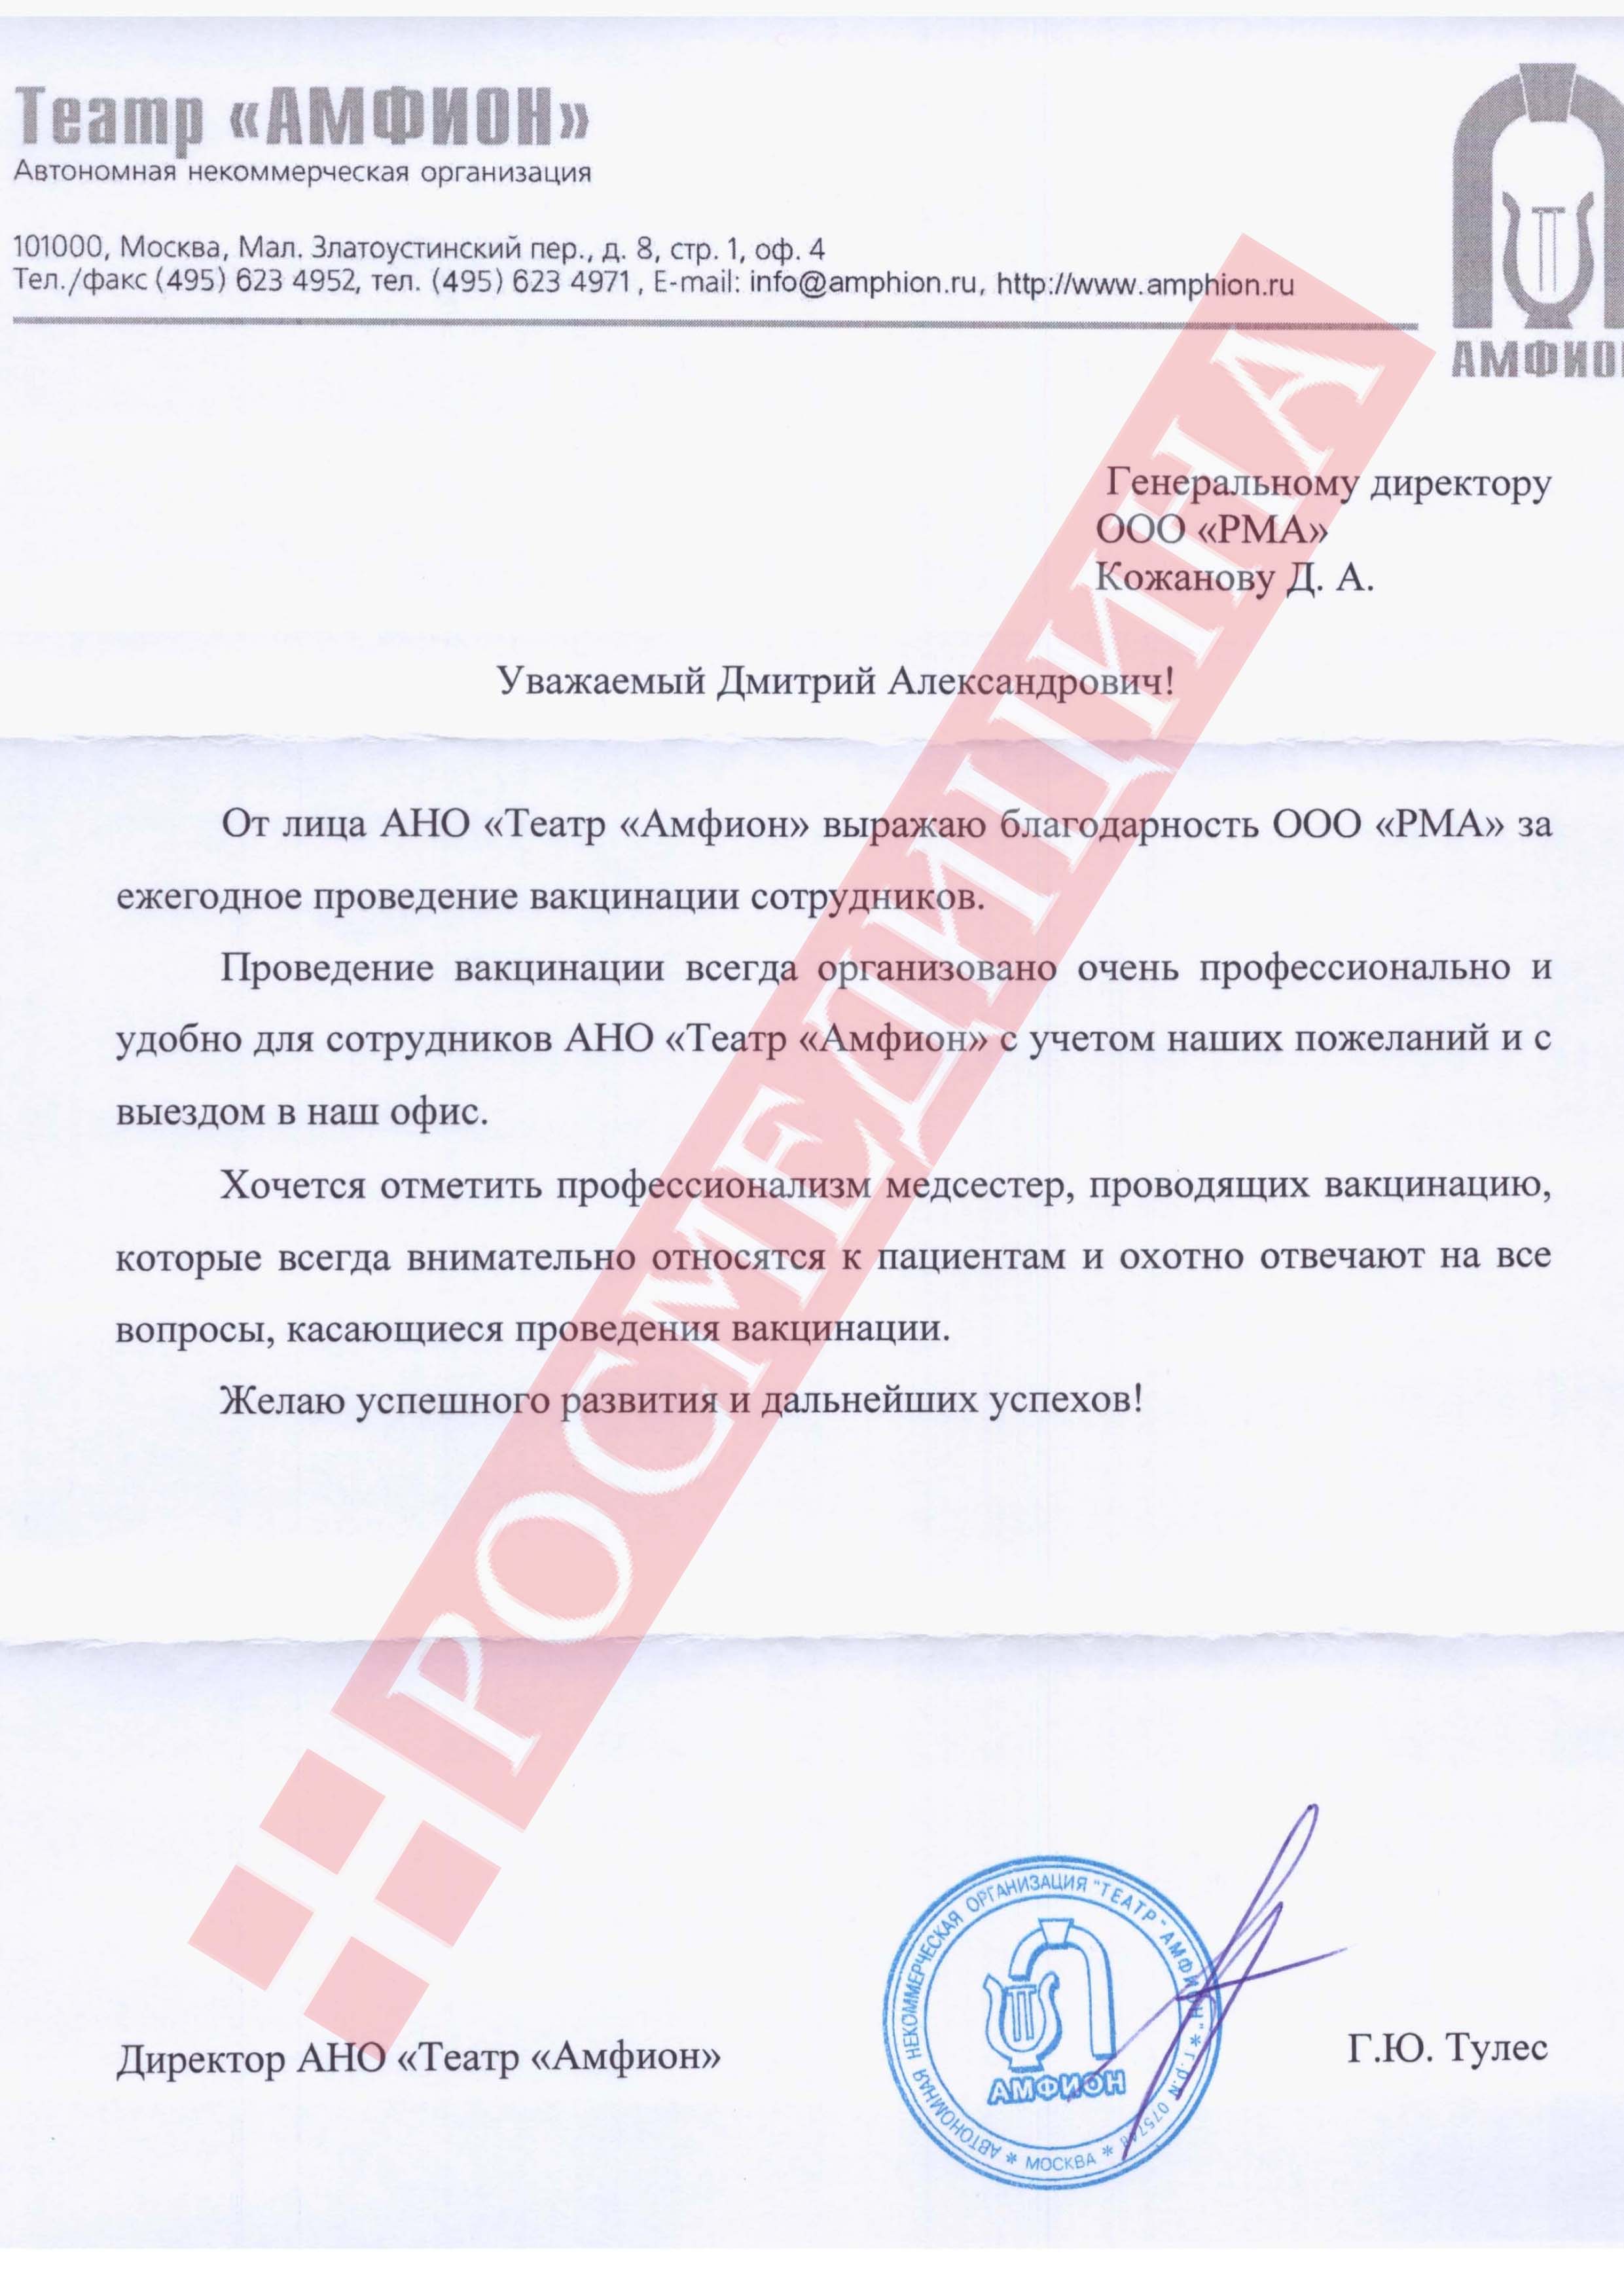 Театр «АМФИОН»
Автономная некоммерческая организация
101000, Москва, Мал. Златоустинский пер., д. 8, стр. 1, оф. 4
Тел./факс (495) 623 4952, тел. (495) 623 4971, E-mail: info@amphion.ru, http://www.amphion.ru
АМФИОН
Генеральному директору
ООО «РМА»
Кожанову Д. А.
Уважаемый Дмитрий Александрович!
От лица АНО «Театр «Амфион» выражаю благодарность ООО «РМА» за
ежегодное проведение вакцинации сотрудников.
Проведение вакцинации всегда организовано очень профессионально и
удобно для сотрудников АНО «Театр «Амфион» с учетом наших пожеланий и с
выездом в наш офис.
Хочется отметить профессионализм медсестер, проводящих вакцинацию,
которые всегда внимательно относятся к пациентам и охотно отвечают на все
вопросы, касающиеся проведения вакцинации.
Желаю успешного развития и дальнейших успехов!
РОСМЕДИЦИНА
Директор АНО «Театр «Амфион»
Г.Ю. Тулес
АВТОНОМНАЯ НЕКОММЕРЧЕСКАЯ ОРГАНИЗАЦИЯ "ТЕАТР "АМФИОН" * г.р.№
* МОСКВА *
АМФИОН